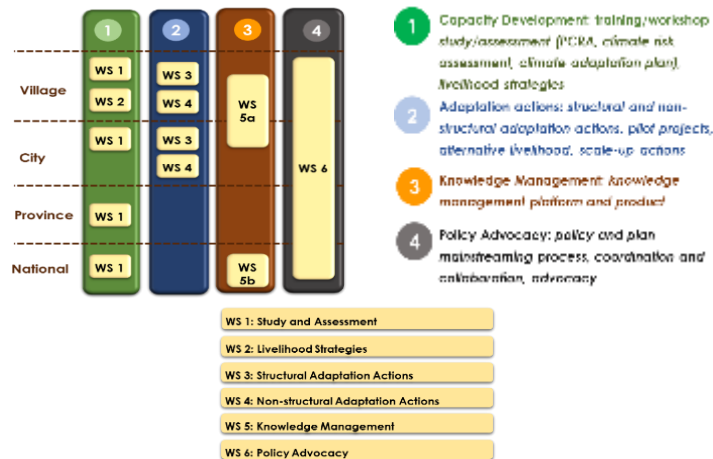 1 2 3 4
Village
City
Province
National
WS 1
WS 2
WS 1
WS 1
WS 1
WS 3
WS 4
WS 3
WS 4
WS
5a
WS
5b
WS 6
1
Capacity Development: training/workshop
study/assessment (PCRA, climate risk
assessment, climate adaptation plan),
livelihood strategies
2
Adaptation actions: structural and non-
structural adaptation actions, pilot projects,
alternative livelihood, scale-up actions
3
Knowledge Management: knowledge
management platform and product
4
Policy Advocacy: policy and plan
mainstreaming process, coordination and
collaboration, advocacy
WS 1: Study and Assessment
WS 2: Livelihood Strategies
WS 3: Structural Adaptation Actions
WS 4: Non-structural Adaptation Actions
WS 5: Knowledge Management
WS 6: Policy Advocacy